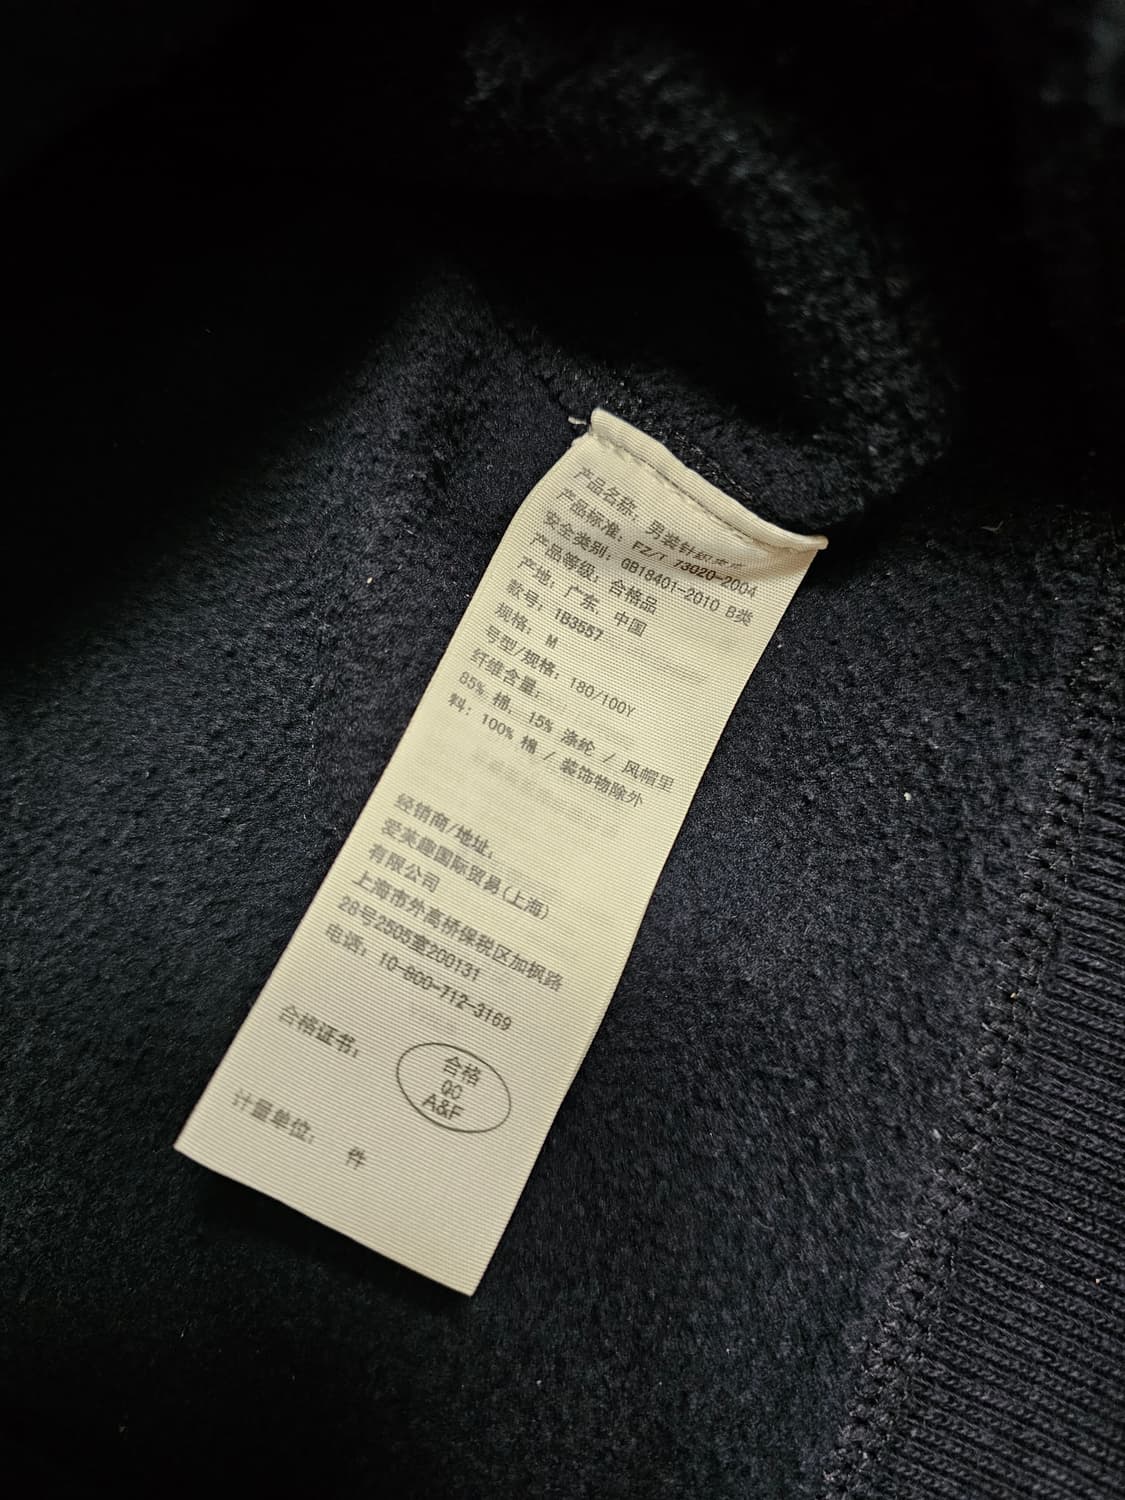 产品名称：男装针织
产品标准：FZ/T 73020-2004
安全类别：GB18401-2010 B类
产品等级：合格品
产地：广东，中国
款号：1B3557
规格：M
号型/规格：180/100Y
纤维含量：
85% 棉，15% 涤纶 / 风帽里
料：100% 棉 / 装饰物除外
经销商/地址：
爱英趣国际贸易(上海)
有限公司
上海市外高桥保税区加枫路
28号2505室200131
电话：10-800-712-3169
合格证书：
合格
QC
A&F
计量单位： 件